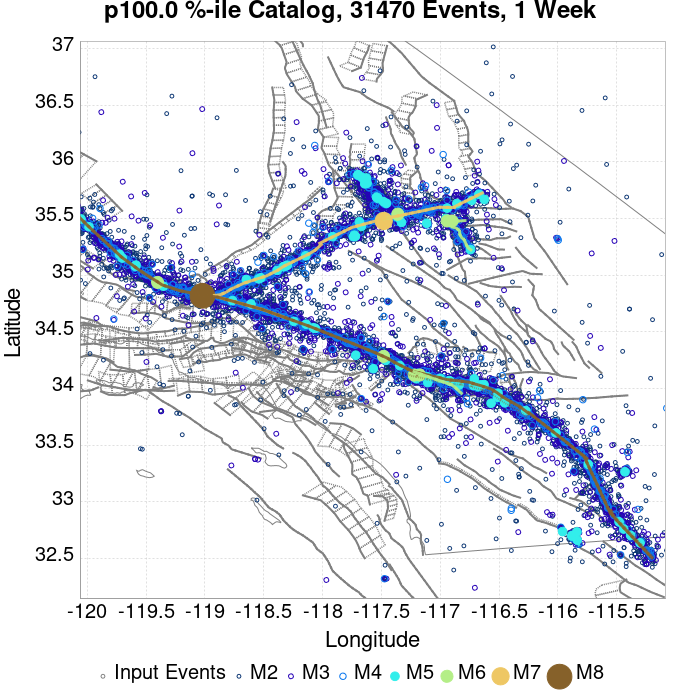 p100.0 %-ile Catalog, 31470 Events, 1 Week
37
36.5
36
35.5
35
34.5
34
33.5
33
32.5
Latitude
-120 -119.5 -119 -118.5 -118 -117.5 -117 -116.5 -116 -115.5
Longitude
Input Events M2 M3 M4 M5 M6 M7 M8